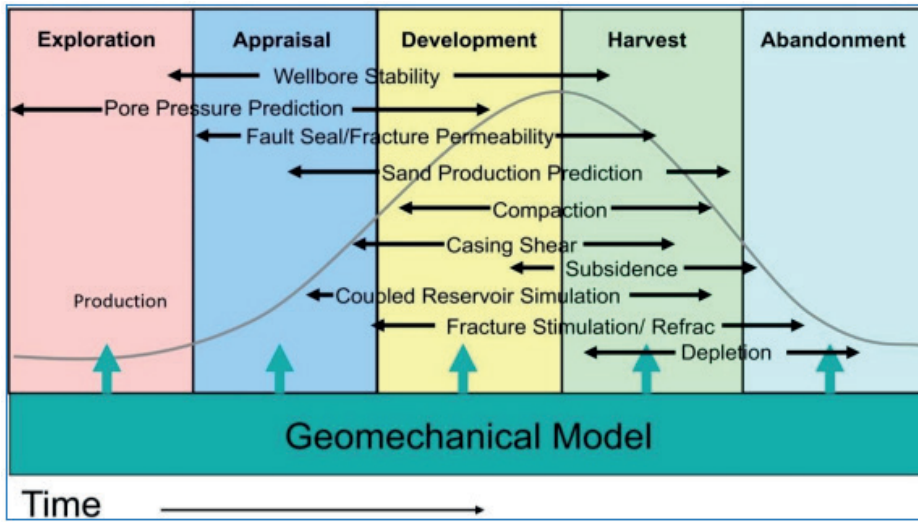 Exploration
Appraisal
Development
Harvest
Abandonment
Wellbore Stability
Pore Pressure Prediction
Fault Seal/Fracture Permeability
Sand Production Prediction
Compaction
Casing Shear
Subsidence
Production
Coupled Reservoir Simulation
Fracture Stimulation/ Refrac
Depletion
Geomechanical Model
Time